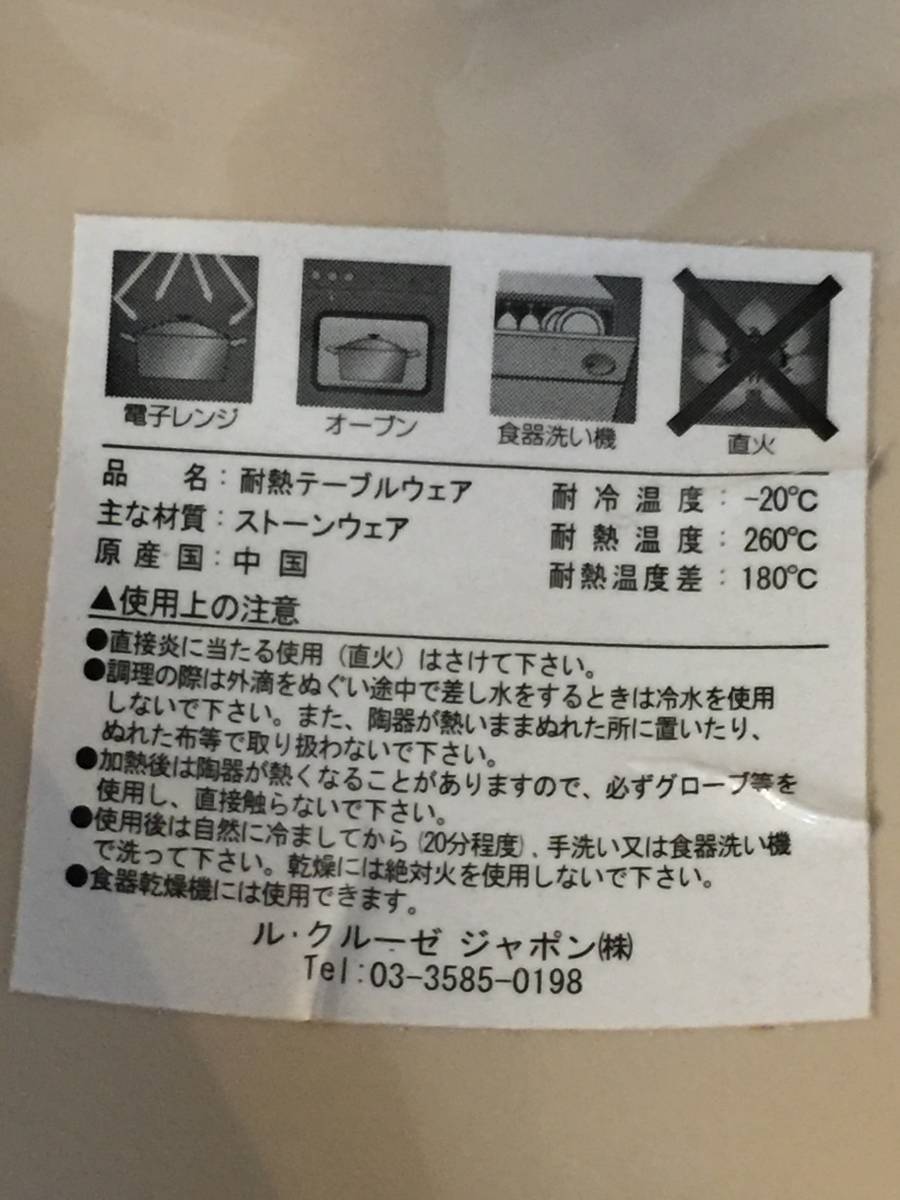 電子レンジ オーブン 食器洗い機 直火
品 名：耐熱テーブルウェア 耐冷温度：-20℃
主な材質：ストーンウェア 耐熱温度：260℃
原産国：中国 耐熱温度差：180℃
▲使用上の注意
●直接炎に当たる使用（直火）はさけて下さい。
●調理の際は外滴をぬぐい途中で差し水をするときは冷水を使用
しないで下さい。また、陶器が熱いままぬれた所に置いたり、
ぬれた布等で取り扱わないで下さい。
●加熱後は陶器が熱くなることがありますので、必ずグローブ等を
使用し、直接触らないで下さい。
●使用後は自然に冷ましてから（20分程度）、手洗い又は食器洗い機
で洗って下さい。乾燥には絶対火を使用しないで下さい。
●食器乾燥機には使用できます。
ル・クルーゼ ジャポン㈱
Tel:03-3585-0198